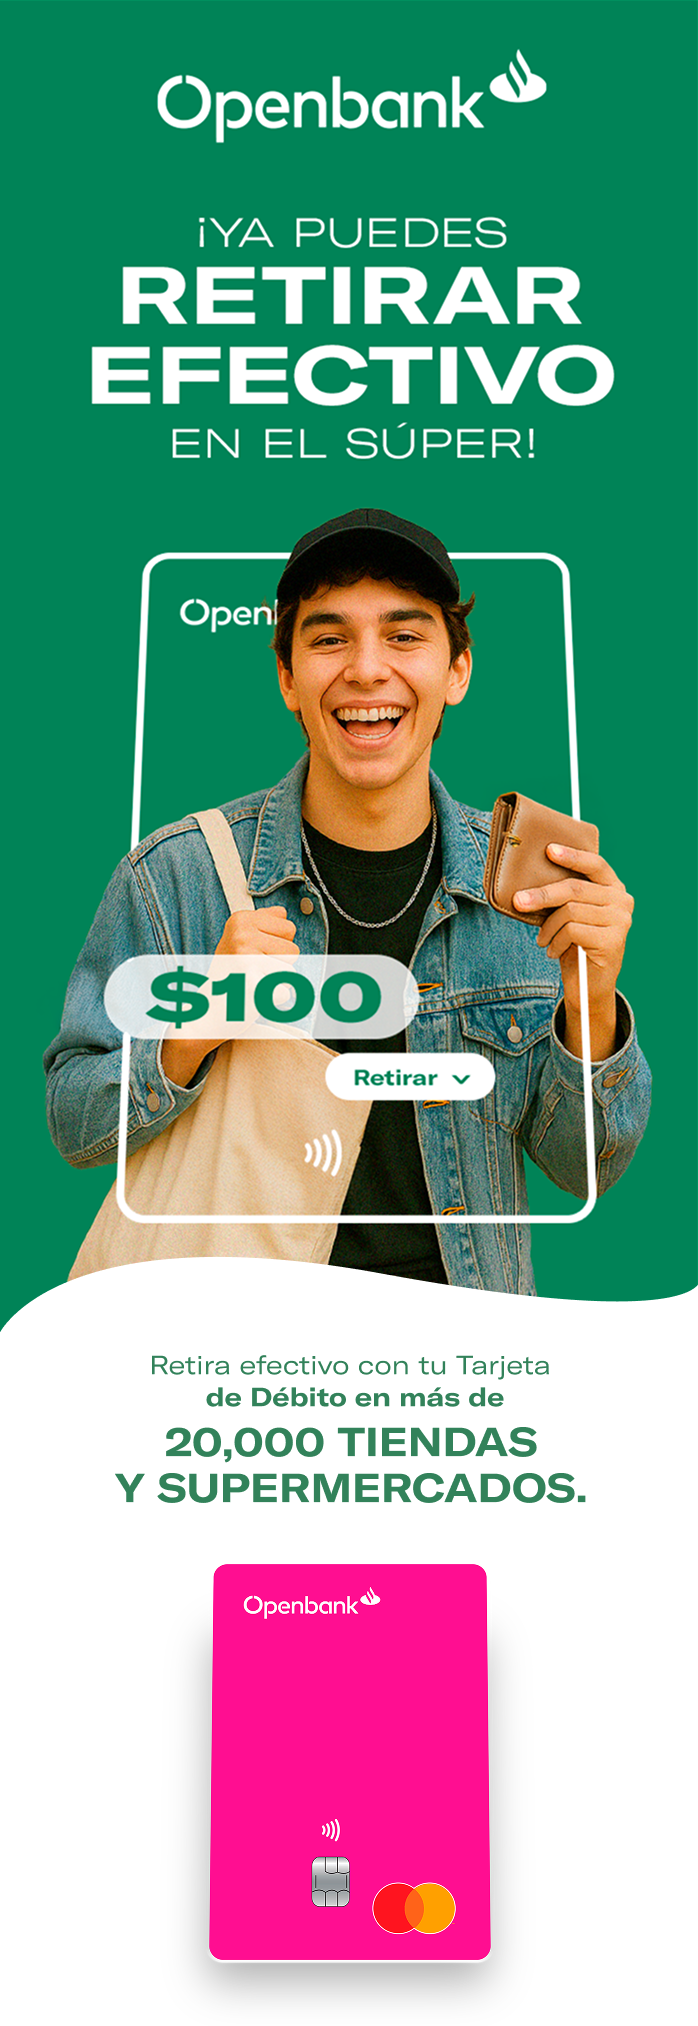 Openbank
¡YA PUEDES
RETIRAR
EFECTIVO
EN EL SÚPER!
Open
$100
Retirar
Retira efectivo con tu Tarjeta
de Débito en más de
20,000 TIENDAS
Y SUPERMERCADOS.
Openbank